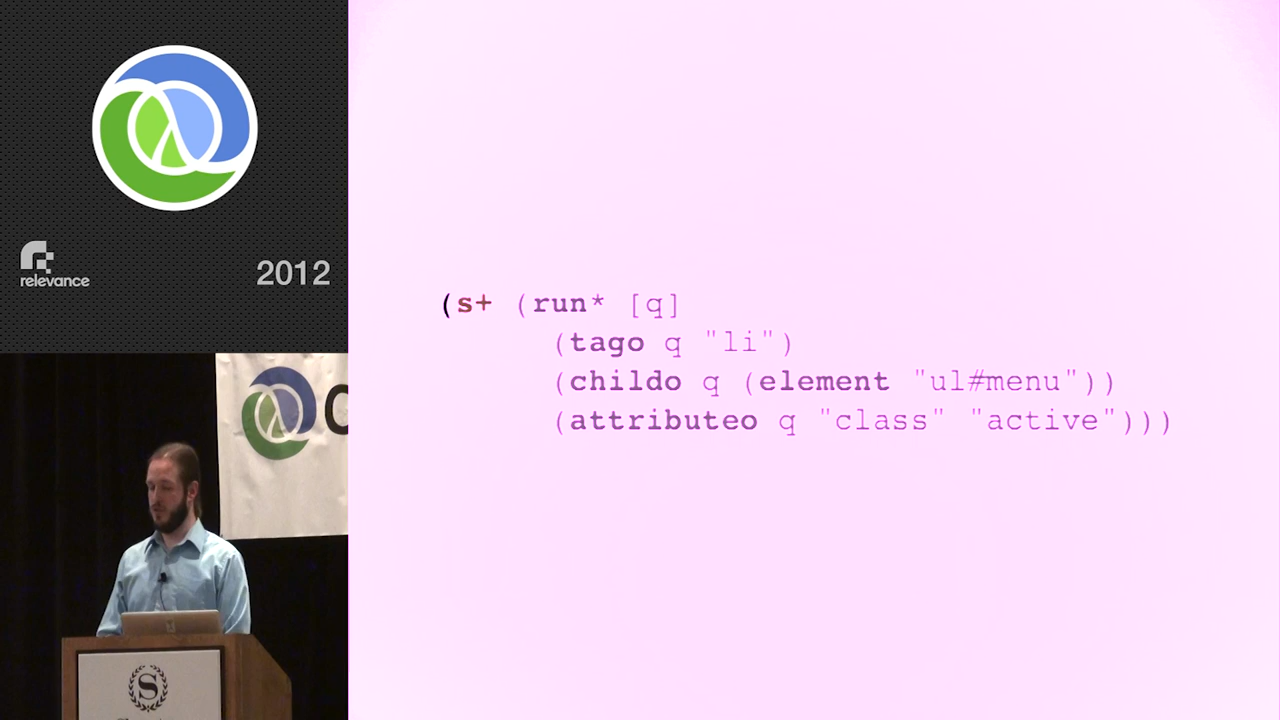 relevance
2012
(s+ (run* [q]
(tago q "li")
(childo q (element "ul#menu"))
(attributeo q "class" "active")))
C
S